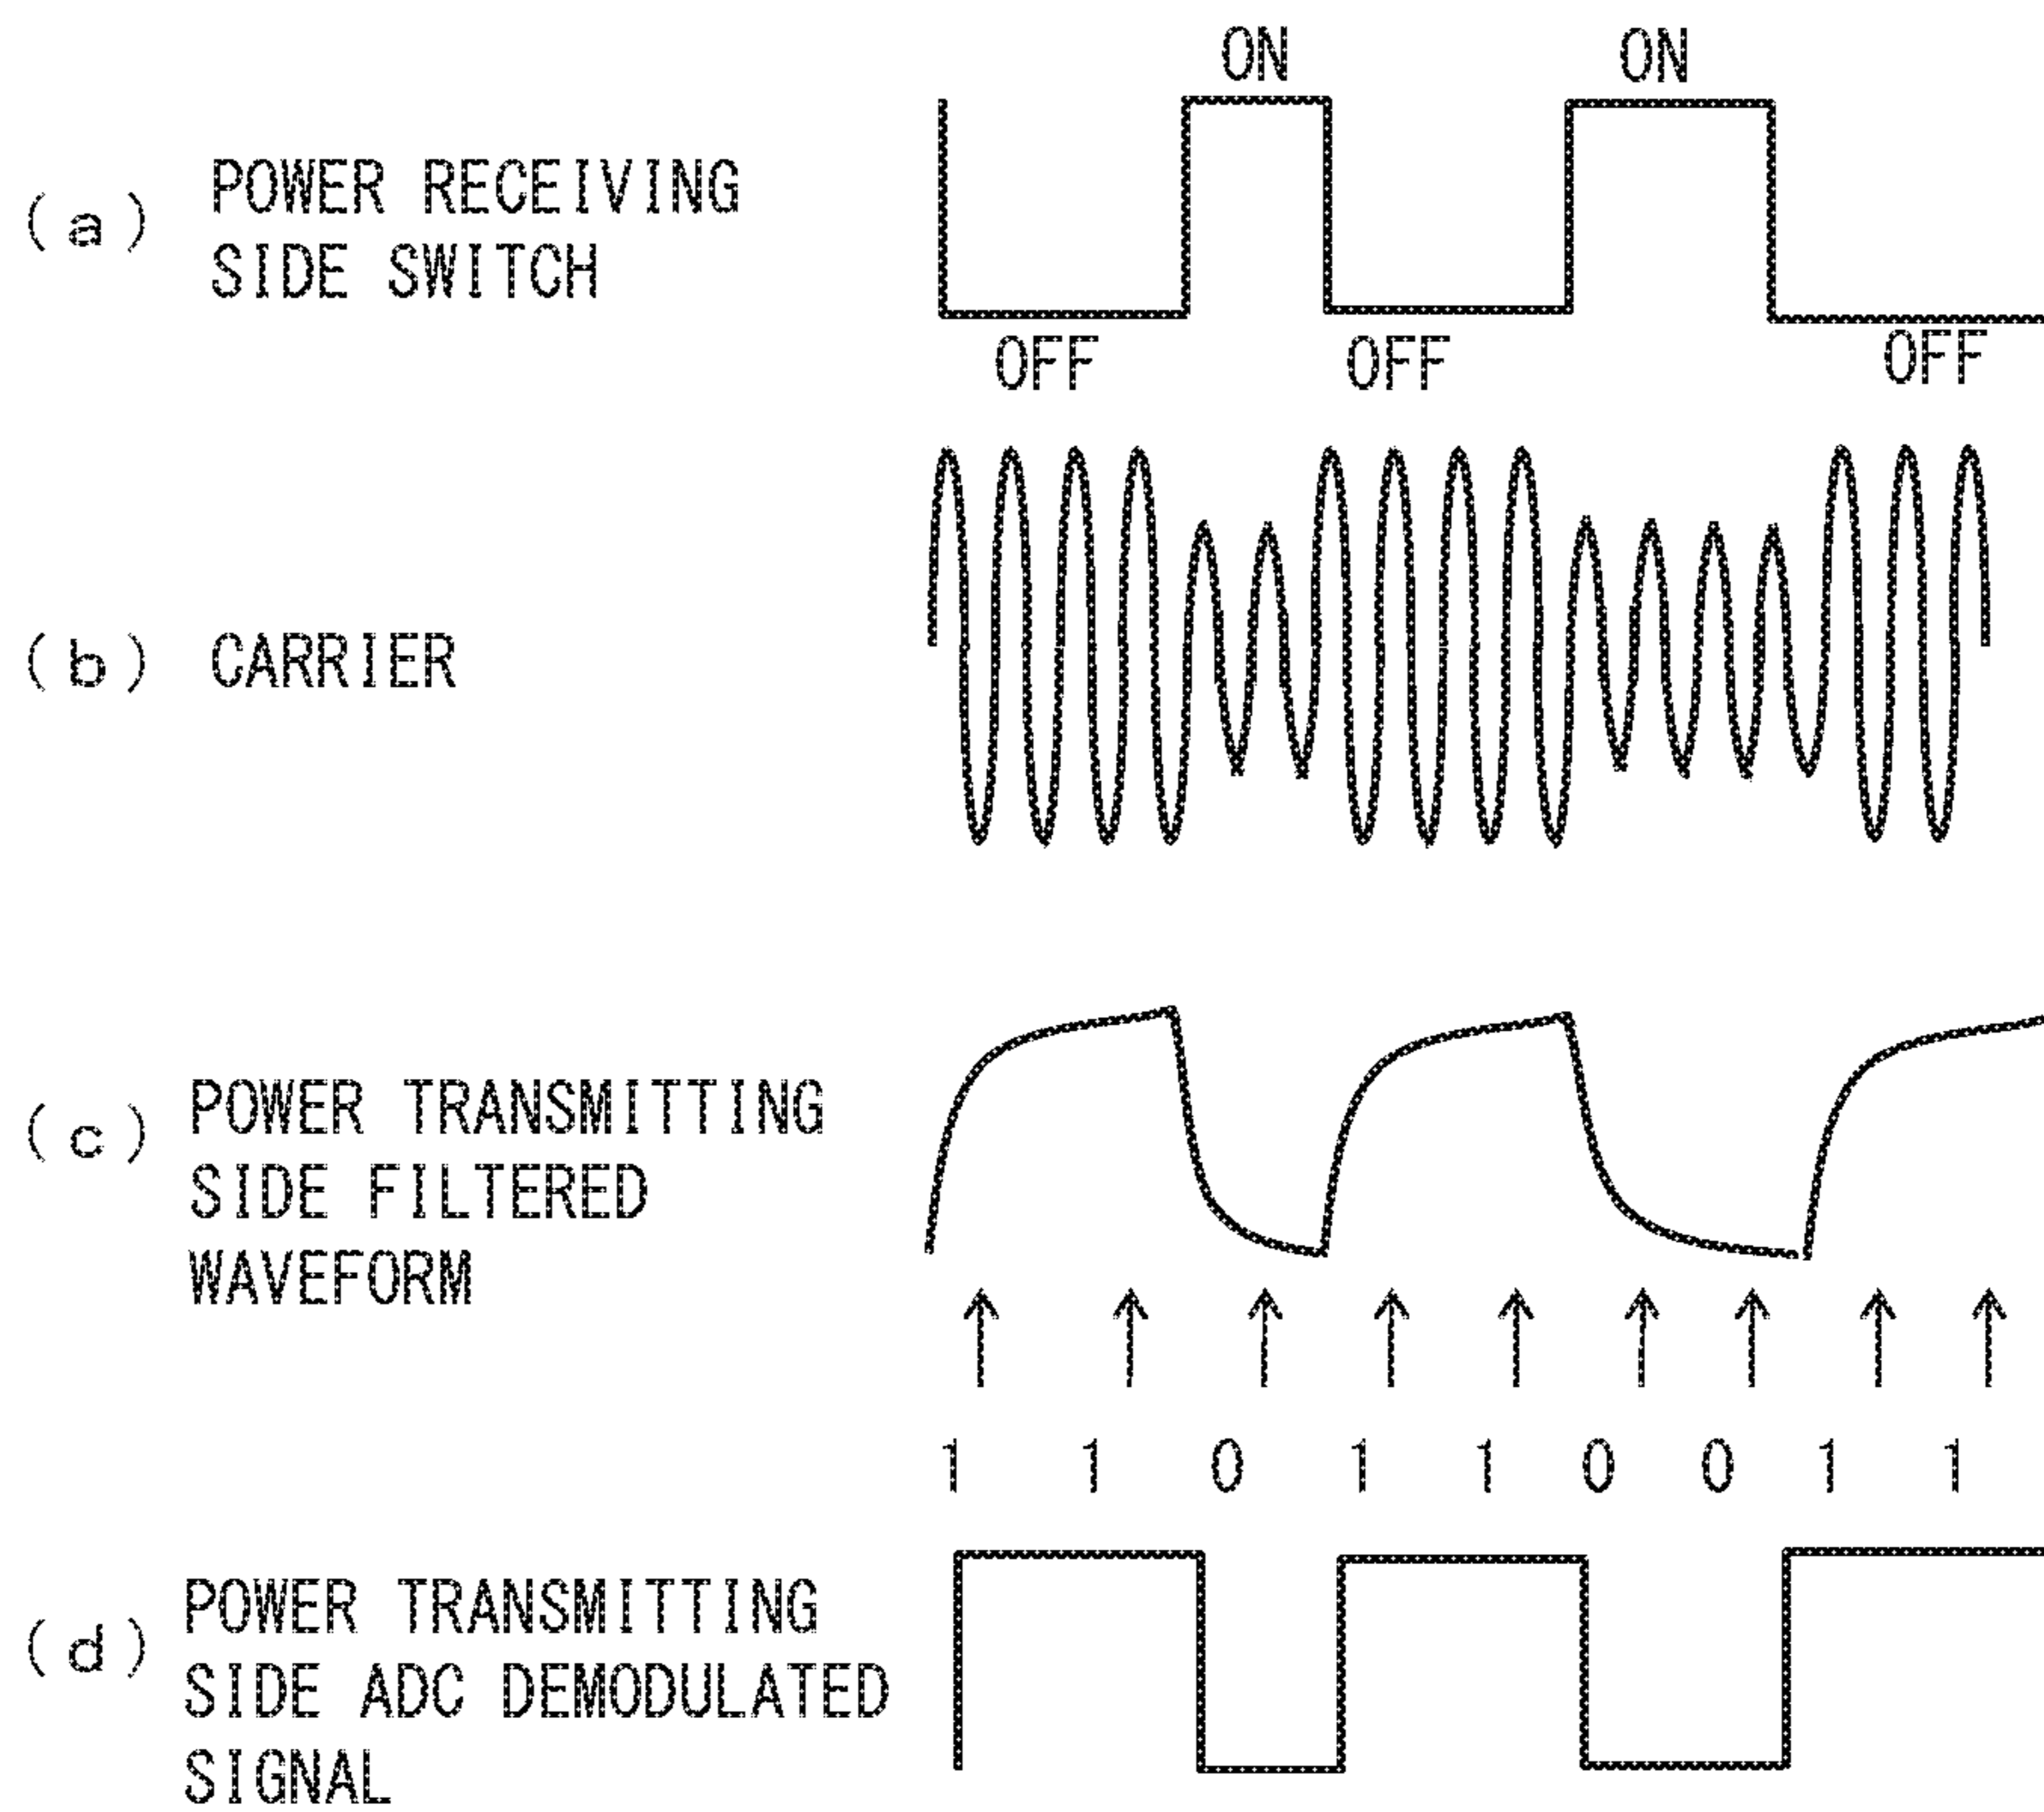 ON ON
(a) POWER RECEIVING
SIDE SWITCH
OFF OFF OFF
(b) CARRIER
(c) POWER TRANSMITTING
SIDE FILTERED
WAVEFORM
1 1 0 1 1 0 0 1 1
(d) POWER TRANSMITTING
SIDE ADC DEMODULATED
SIGNAL